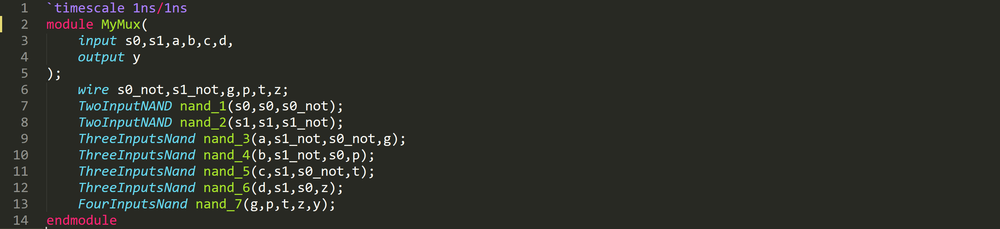 1 `timescale 1ns/1ns
2 module MyMux(
3 input s0,s1,a,b,c,d,
4 output y
5 );
6 wire s0_not,s1_not,g,p,t,z;
7 TwoInputNAND nand_1(s0,s0,s0_not);
8 TwoInputNAND nand_2(s1,s1,s1_not);
9 ThreeInputsNand nand_3(a,s1_not,s0_not,g);
10 ThreeInputsNand nand_4(b,s1_not,s0,p);
11 ThreeInputsNand nand_5(c,s1,s0_not,t);
12 ThreeInputsNand nand_6(d,s1,s0,z);
13 FourInputsNand nand_7(g,p,t,z,y);
14 endmodule